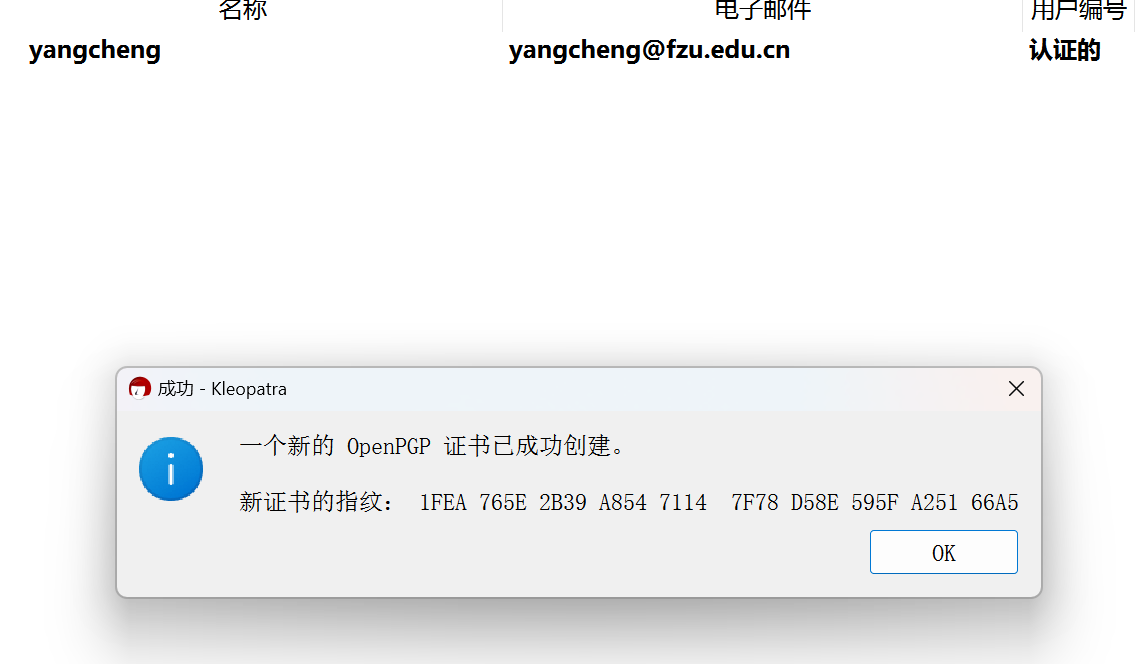 名称 电子邮件 用户编号
yangcheng yangcheng@fzu.edu.cn 认证的
成功 - Kleopatra
一个新的 OpenPGP 证书已成功创建。
新证书的指纹： 1FEA 765E 2B39 A854 7114 7F78 D58E 595F A251 66A5
OK